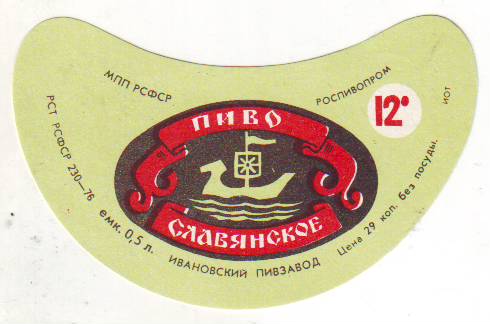 МПП РСФСР
РОСПИВОПРОМ
РСТ РСФСР 230—76
12°
ИОТ
ПИВО
СЛАВЯНСКОЕ
емк. 0,5 л.
ИВАНОВСКИЙ ПИВЗАВОД
Цена 29 коп. без посуды.